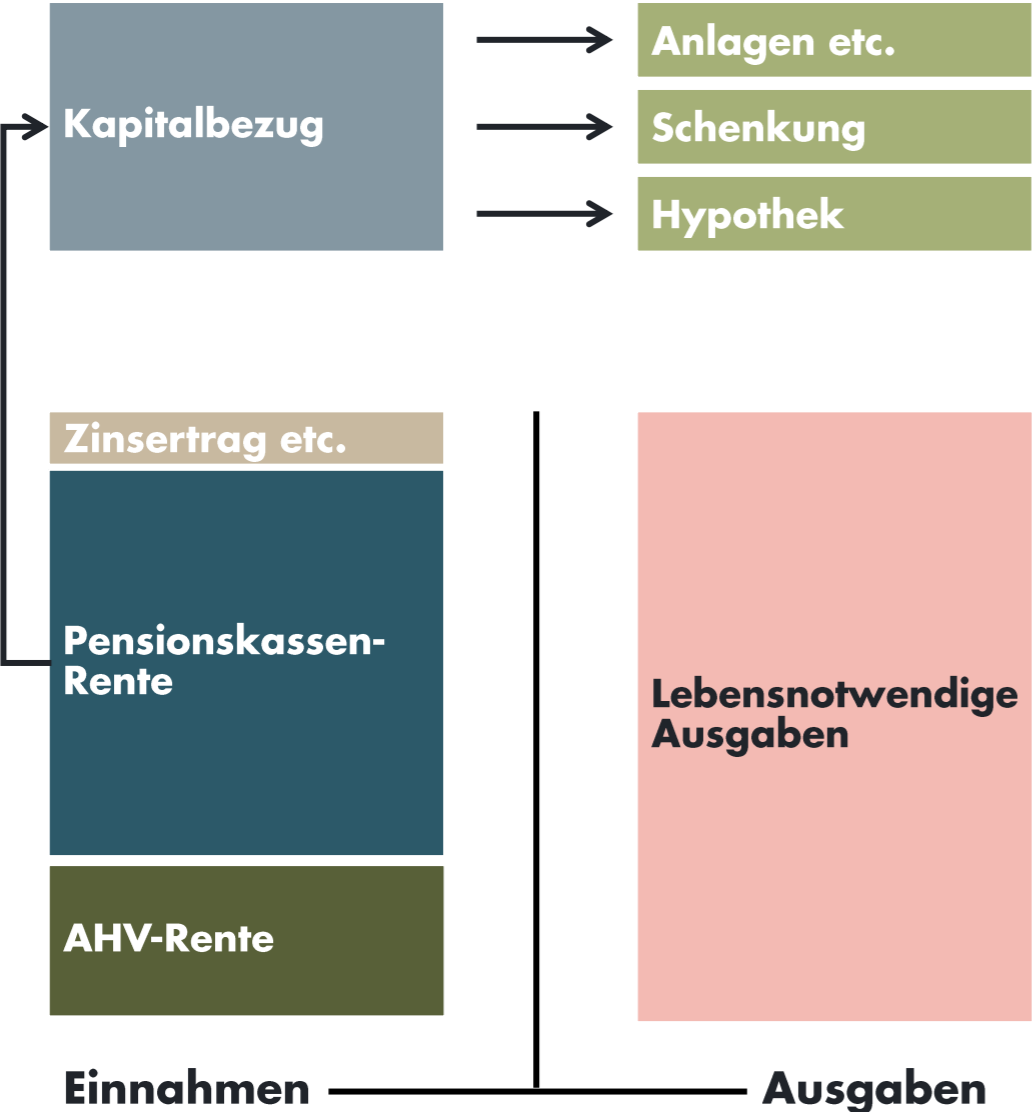 Kapitalbezug
Anlagen etc.
Schenkung
Hypothek
Zinsertrag etc.
Pensionskassen-
Rente
AHV-Rente
Lebensnotwendige
Ausgaben
Einnahmen
Ausgaben